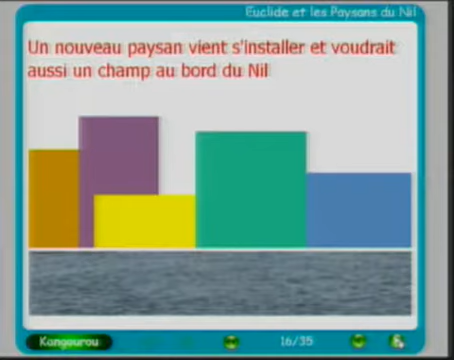 Euclide et les Paysans du Nil
Un nouveau paysan vient s'installer et voudrait
aussi un champ au bord du Nil
Kangourou
16/35